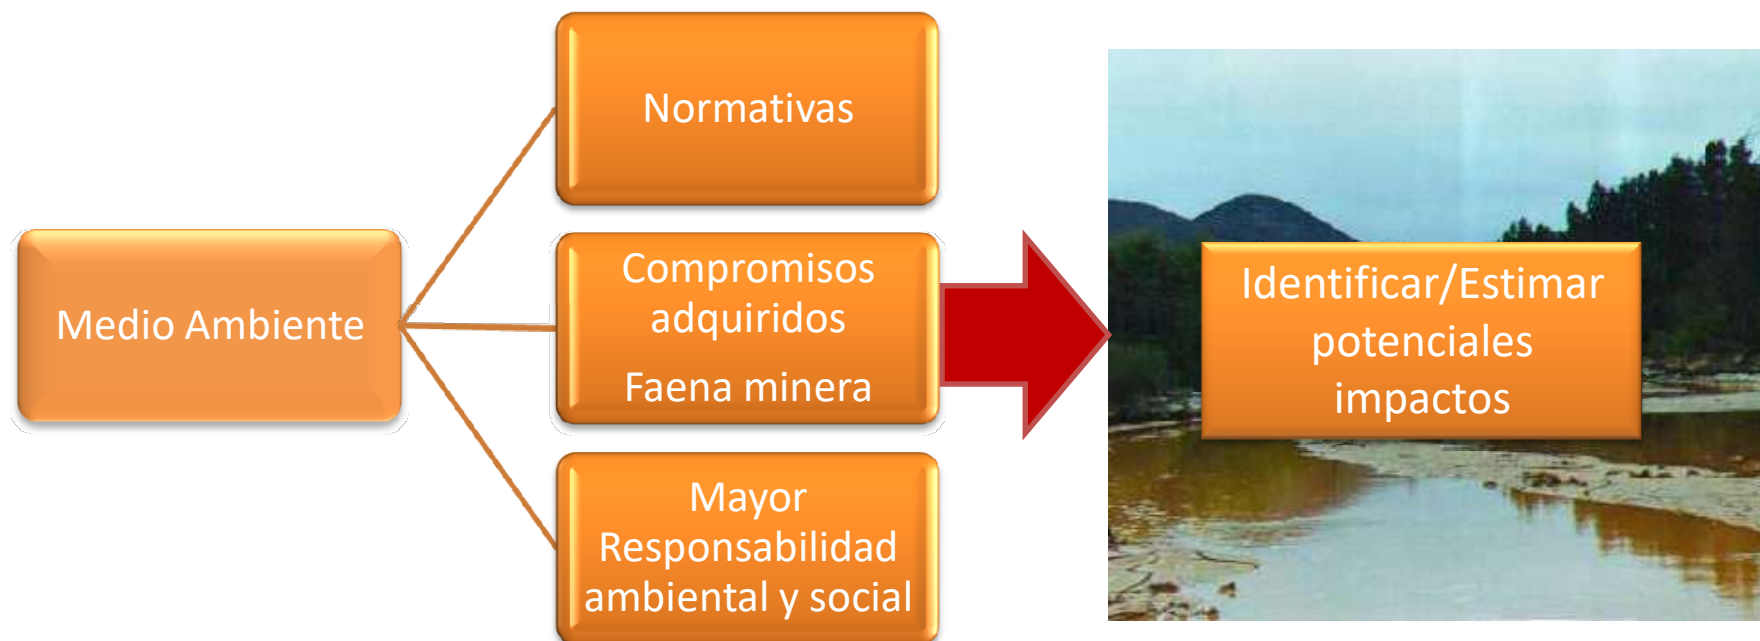 Medio Ambiente
Normativas
Compromisos
adquiridos
Faena minera
Mayor
Responsabilidad
ambiental y social
Identificar/Estimar
potenciales
impactos